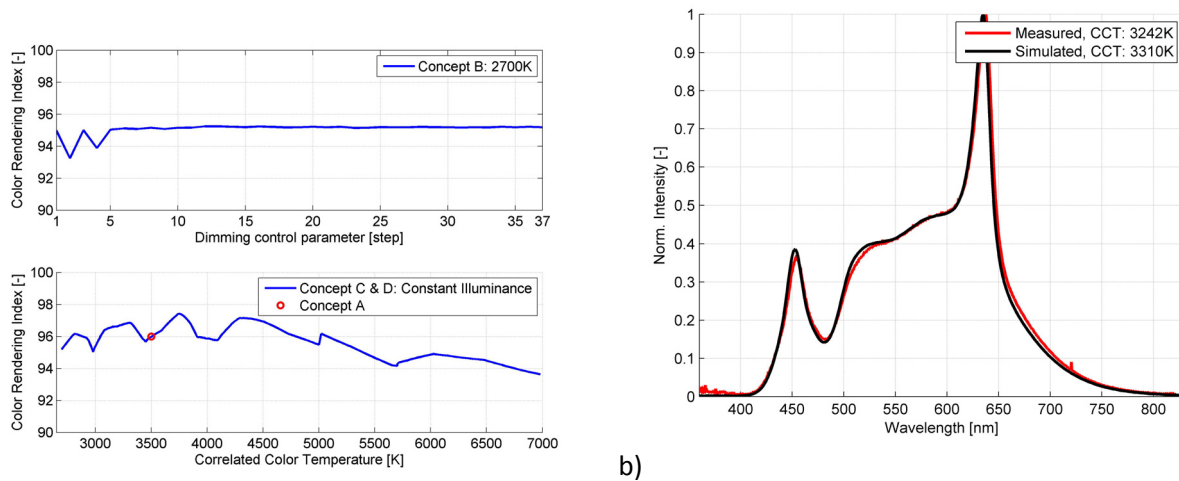 100
98
96
94
92
90
Color Rendering Index [-]
Concept B: 2700K
1 5 10 15 20 25 30 35 37
Dimming control parameter [step]
100
98
96
94
92
90
Color Rendering Index [-]
Concept C & D: Constant Illuminance
Concept A
3000 3500 4000 4500 5000 5500 6000 6500 7000
Correlated Color Temperature [K]
b)
1
0.9
0.8
0.7
0.6
0.5
0.4
0.3
0.2
0.1
0
Norm. Intensity [-]
Measured, CCT: 3242K
Simulated, CCT: 3310K
400 450 500 550 600 650 700 750 800
Wavelength [nm]